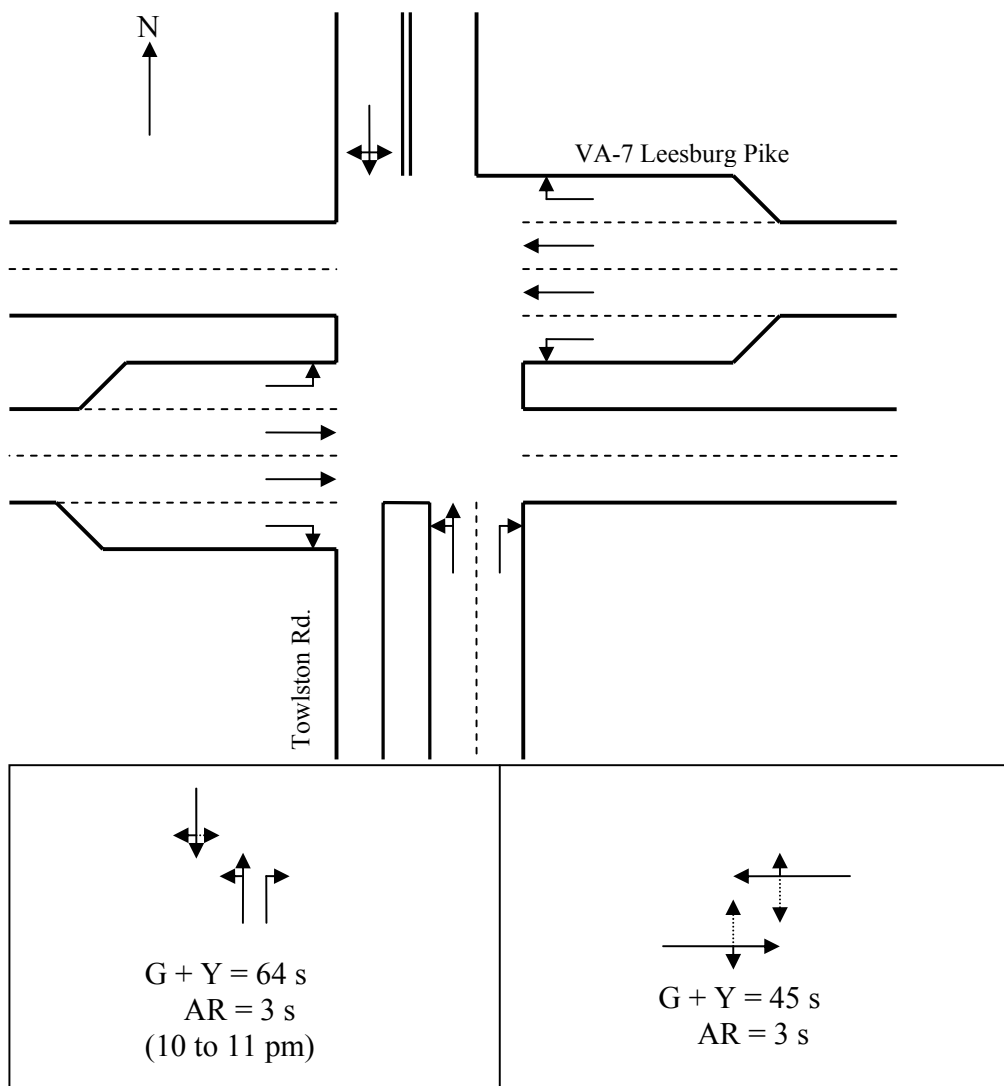 N
VA-7 Leesburg Pike
Towlston Rd.
G + Y = 64 s
AR = 3 s
(10 to 11 pm)
G + Y = 45 s
AR = 3 s